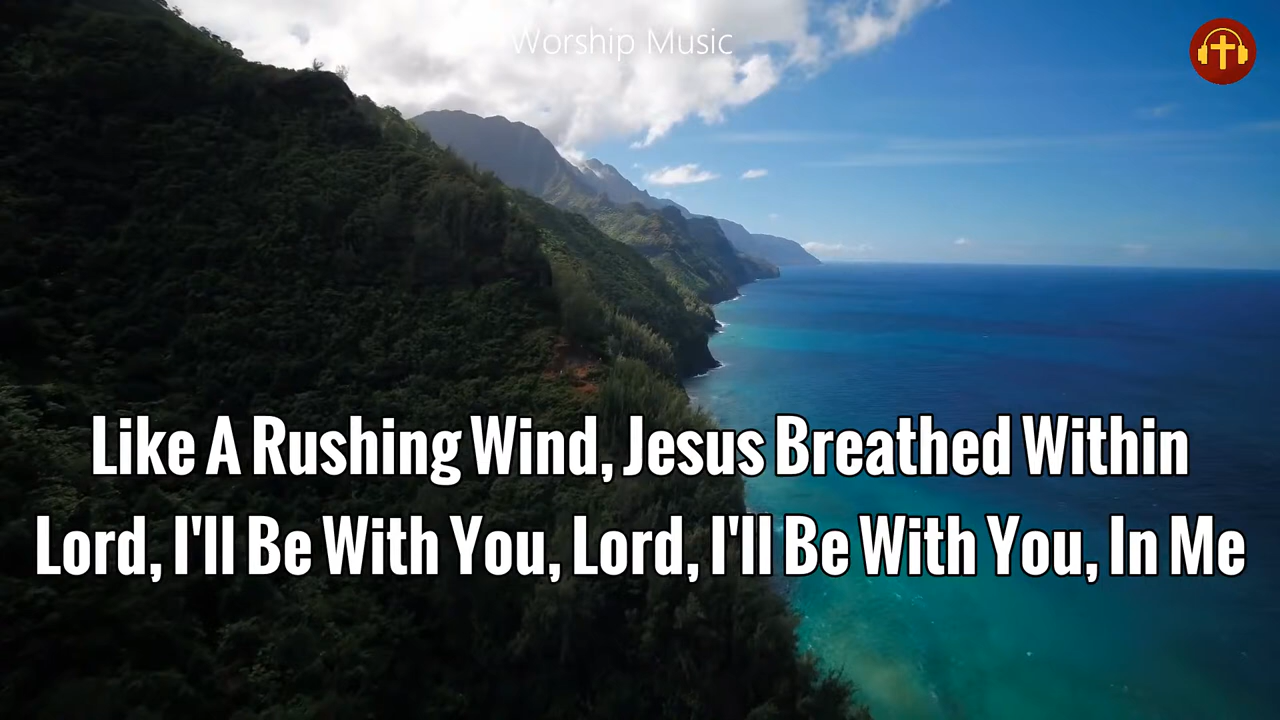 Worship Music
Like A Rushing Wind, Jesus Breathed Within
Lord, I'll Be With You, Lord, I'll Be With You, In Me